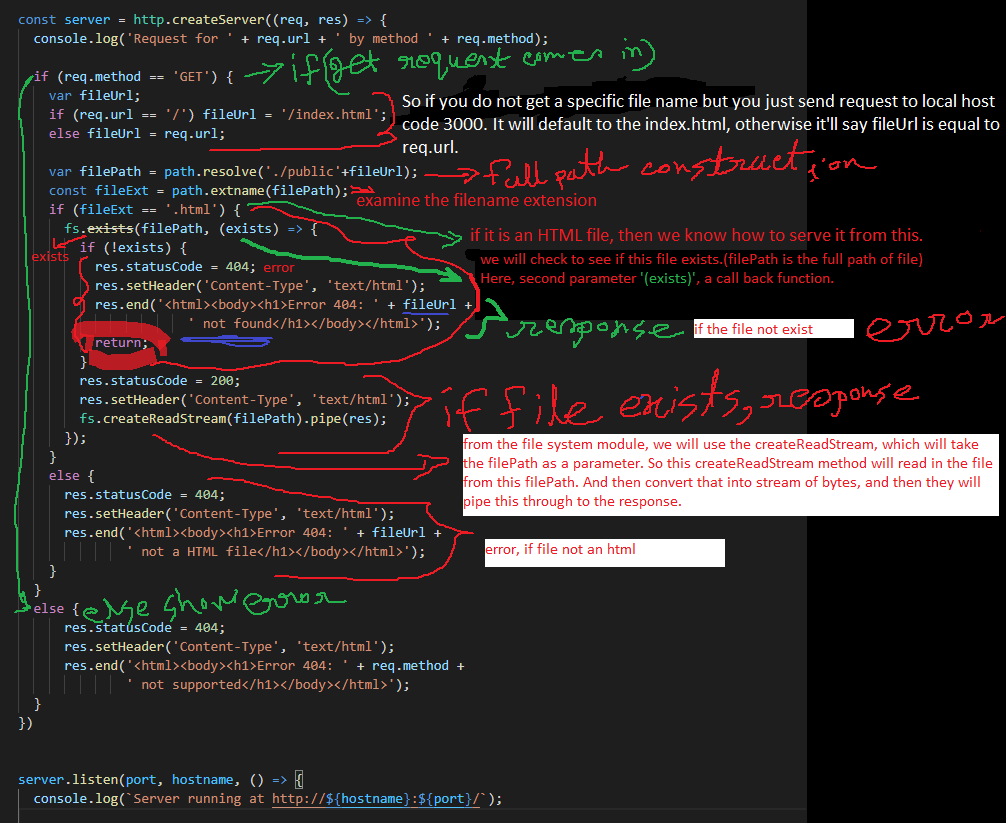 const server = http.createServer((req, res) => {
console.log('Request for ' + req.url + ' by method ' + req.method);
if (req.method == 'GET') { if (get request comes in)
var fileUrl;
if (req.url == '/') fileUrl = '/index.html';
else fileUrl = req.url;
So if you do not get a specific file name but you just send request to local host
code 3000. It will default to the index.html, otherwise it'll say fileUrl is equal to
req.url.
var filePath = path.resolve('./public'+fileUrl); full path construction
const fileExt = path.extname(filePath);
examine the filename extension
if (fileExt == '.html') {
fs.exists(filePath, (exists) => {
if it is an HTML file, then we know how to serve it from this.
exists
we will check to see if this file exists.(filePath is the full path of file)
Here, second parameter '(exists)', a call back function.
if (!exists) {
res.statusCode = 404; error
res.setHeader('Content-Type', 'text/html');
res.end('<html><body><h1>Error 404: ' + fileUrl +
' not found</h1></body></html>');
response if the file not exist error
return;
}
res.statusCode = 200;
res.setHeader('Content-Type', 'text/html');
fs.createReadStream(filePath).pipe(res);
if file exists, response
});
}
from the file system module, we will use the createReadStream, which will take
the filePath as a parameter. So this createReadStream method will read in the file
from this filePath. And then convert that into stream of bytes, and then they will
pipe this through to the response.
else {
res.statusCode = 404;
res.setHeader('Content-Type', 'text/html');
res.end('<html><body><h1>Error 404: ' + fileUrl +
' not a HTML file</h1></body></html>');
error, if file not an html
}
}
else { else show error
res.statusCode = 404;
res.setHeader('Content-Type', 'text/html');
res.end('<html><body><h1>Error 404: ' + req.method +
' not supported</h1></body></html>');
}
})
server.listen(port, hostname, () => {
console.log(`Server running at http://${hostname}:${port}/`);